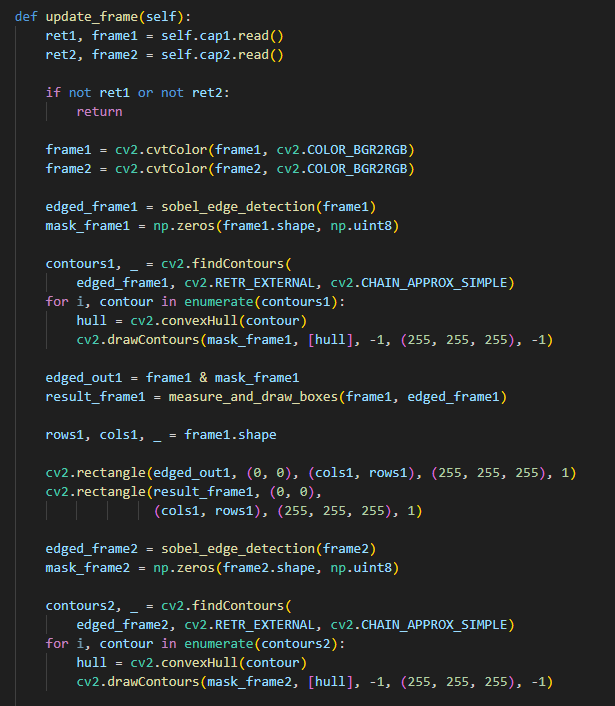 def update_frame(self):
    ret1, frame1 = self.cap1.read()
    ret2, frame2 = self.cap2.read()

    if not ret1 or not ret2:
        return

    frame1 = cv2.cvtColor(frame1, cv2.COLOR_BGR2RGB)
    frame2 = cv2.cvtColor(frame2, cv2.COLOR_BGR2RGB)

    edged_frame1 = sobel_edge_detection(frame1)
    mask_frame1 = np.zeros(frame1.shape, np.uint8)

    contours1, _ = cv2.findContours(
        edged_frame1, cv2.RETR_EXTERNAL, cv2.CHAIN_APPROX_SIMPLE)
    for i, contour in enumerate(contours1):
        hull = cv2.convexHull(contour)
        cv2.drawContours(mask_frame1, [hull], -1, (255, 255, 255), -1)

    edged_out1 = frame1 & mask_frame1
    result_frame1 = measure_and_draw_boxes(frame1, edged_frame1)

    rows1, cols1, _ = frame1.shape

    cv2.rectangle(edged_out1, (0, 0), (cols1, rows1), (255, 255, 255), 1)
    cv2.rectangle(result_frame1, (0, 0),
                  (cols1, rows1), (255, 255, 255), 1)

    edged_frame2 = sobel_edge_detection(frame2)
    mask_frame2 = np.zeros(frame2.shape, np.uint8)

    contours2, _ = cv2.findContours(
        edged_frame2, cv2.RETR_EXTERNAL, cv2.CHAIN_APPROX_SIMPLE)
    for i, contour in enumerate(contours2):
        hull = cv2.convexHull(contour)
        cv2.drawContours(mask_frame2, [hull], -1, (255, 255, 255), -1)